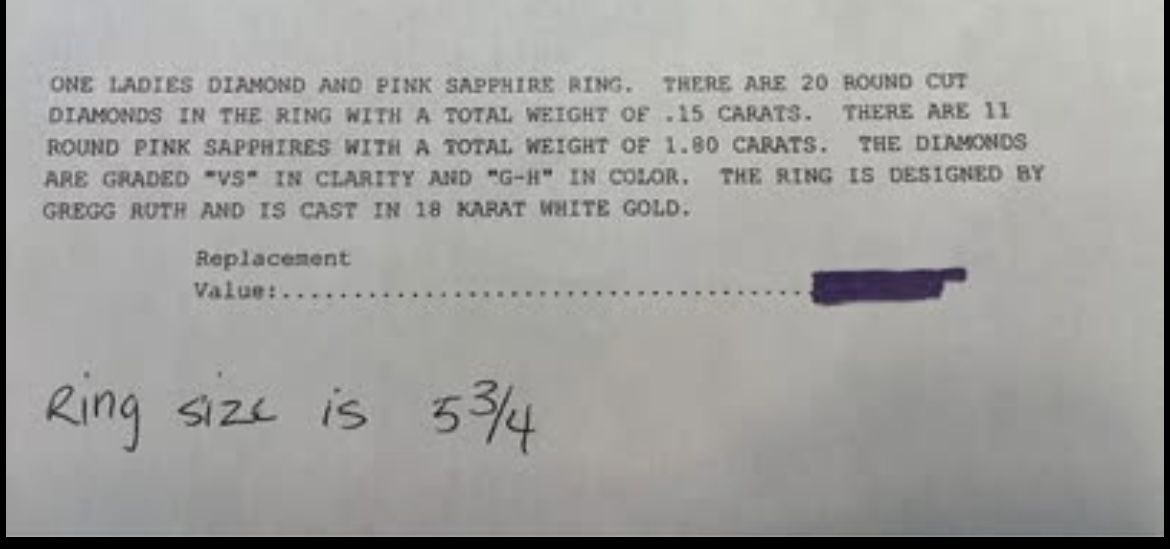 ONE LADIES DIAMOND AND PINK SAPPHIRE RING. THERE ARE 20 ROUND CUT
DIAMONDS IN THE RING WITH A TOTAL WEIGHT OF .15 CARATS. THERE ARE 11
ROUND PINK SAPPHIRES WITH A TOTAL WEIGHT OF 1.80 CARATS. THE DIAMONDS
ARE GRADED "VS" IN CLARITY AND "G-H" IN COLOR. THE RING IS DESIGNED BY
GREGG RUTH AND IS CAST IN 18 KARAT WHITE GOLD.
Replacement
Value:.....................................
Ring size is 5 3/4